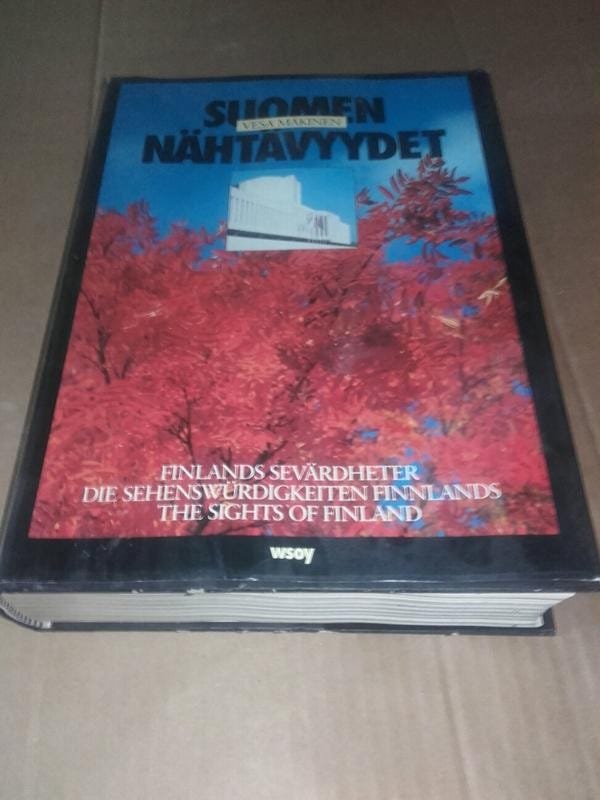 SUOMEN
VESA MÄKINEN
NÄHTÄVYYDET
FINLANDS SEVÄRDHETER
DIE SEHENSWÜRDIGKEITEN FINNLANDS
THE SIGHTS OF FINLAND
wsoy